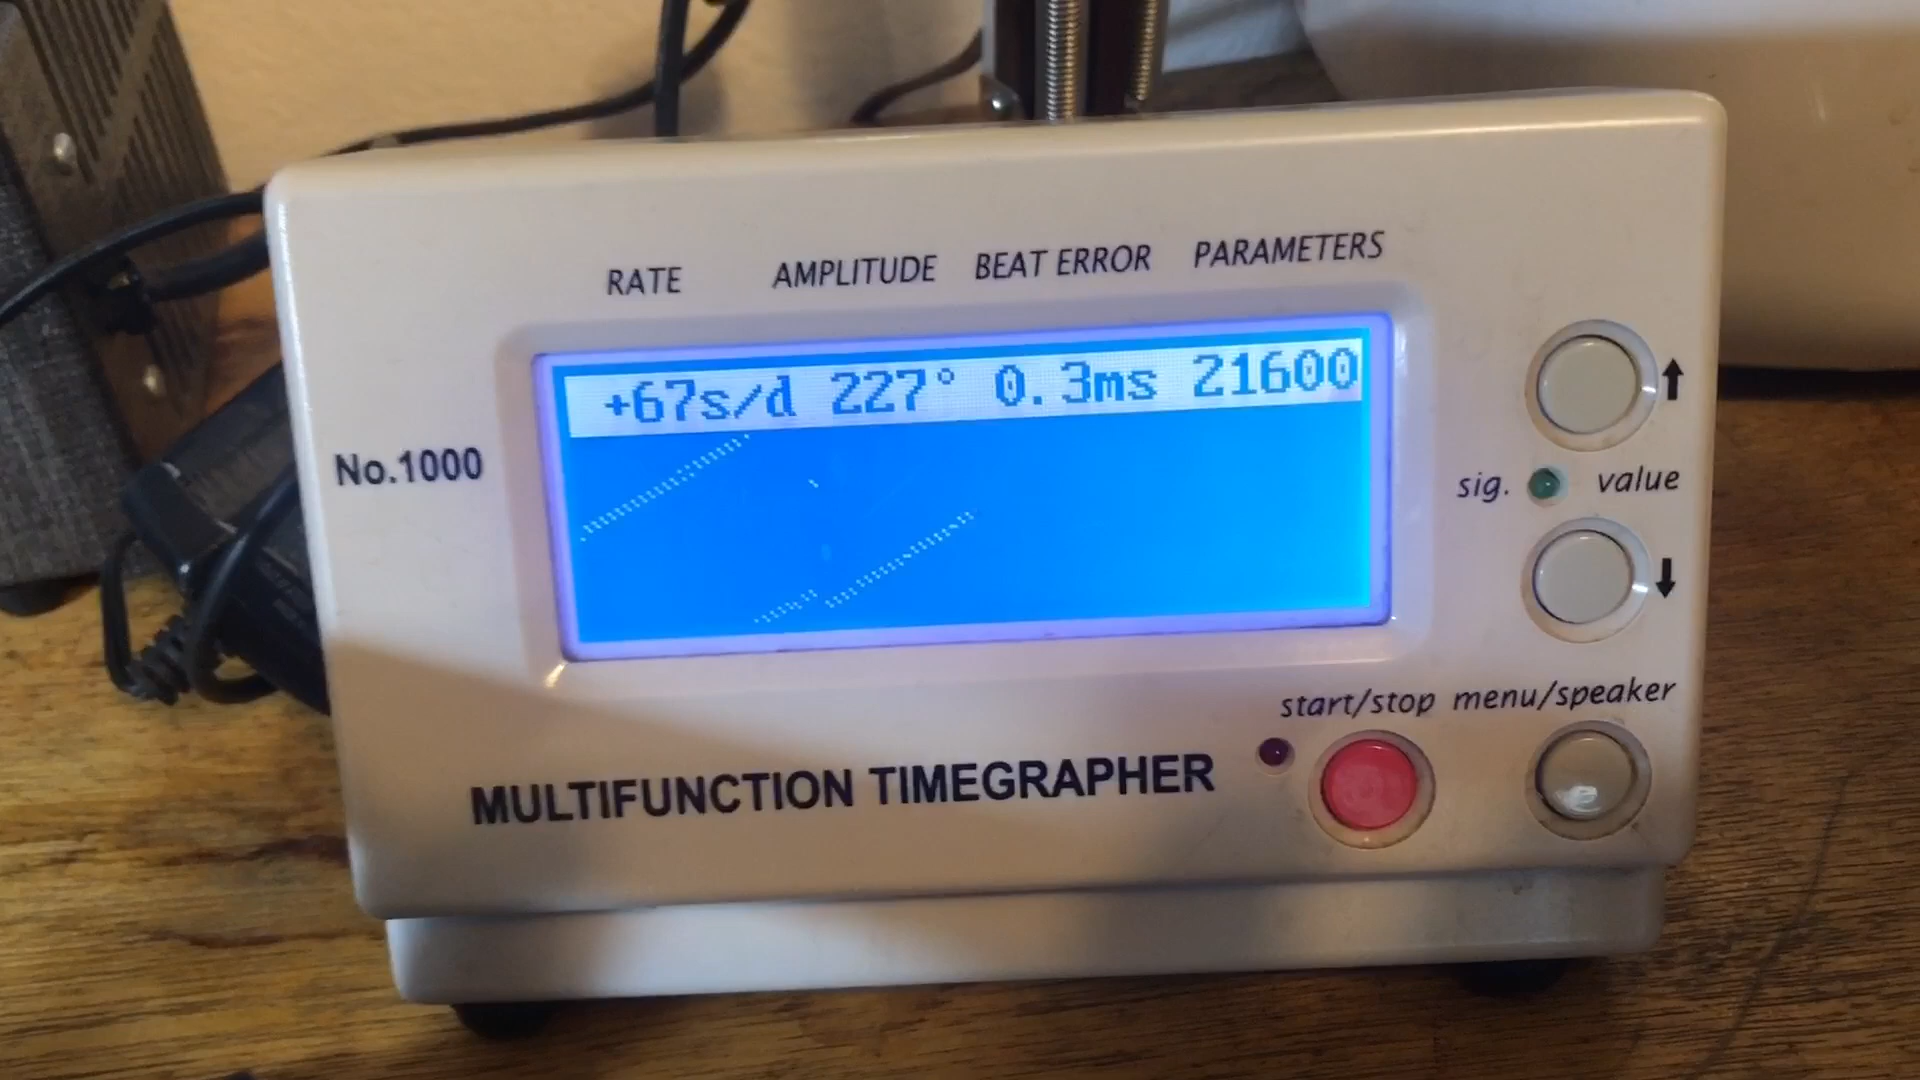 RATE AMPLITUDE BEAT ERROR PARAMETERS
+67s/d 227° 0.3ms 21600
No.1000
sig. value
start/stop menu/speaker
MULTIFUNCTION TIMEGRAPHER